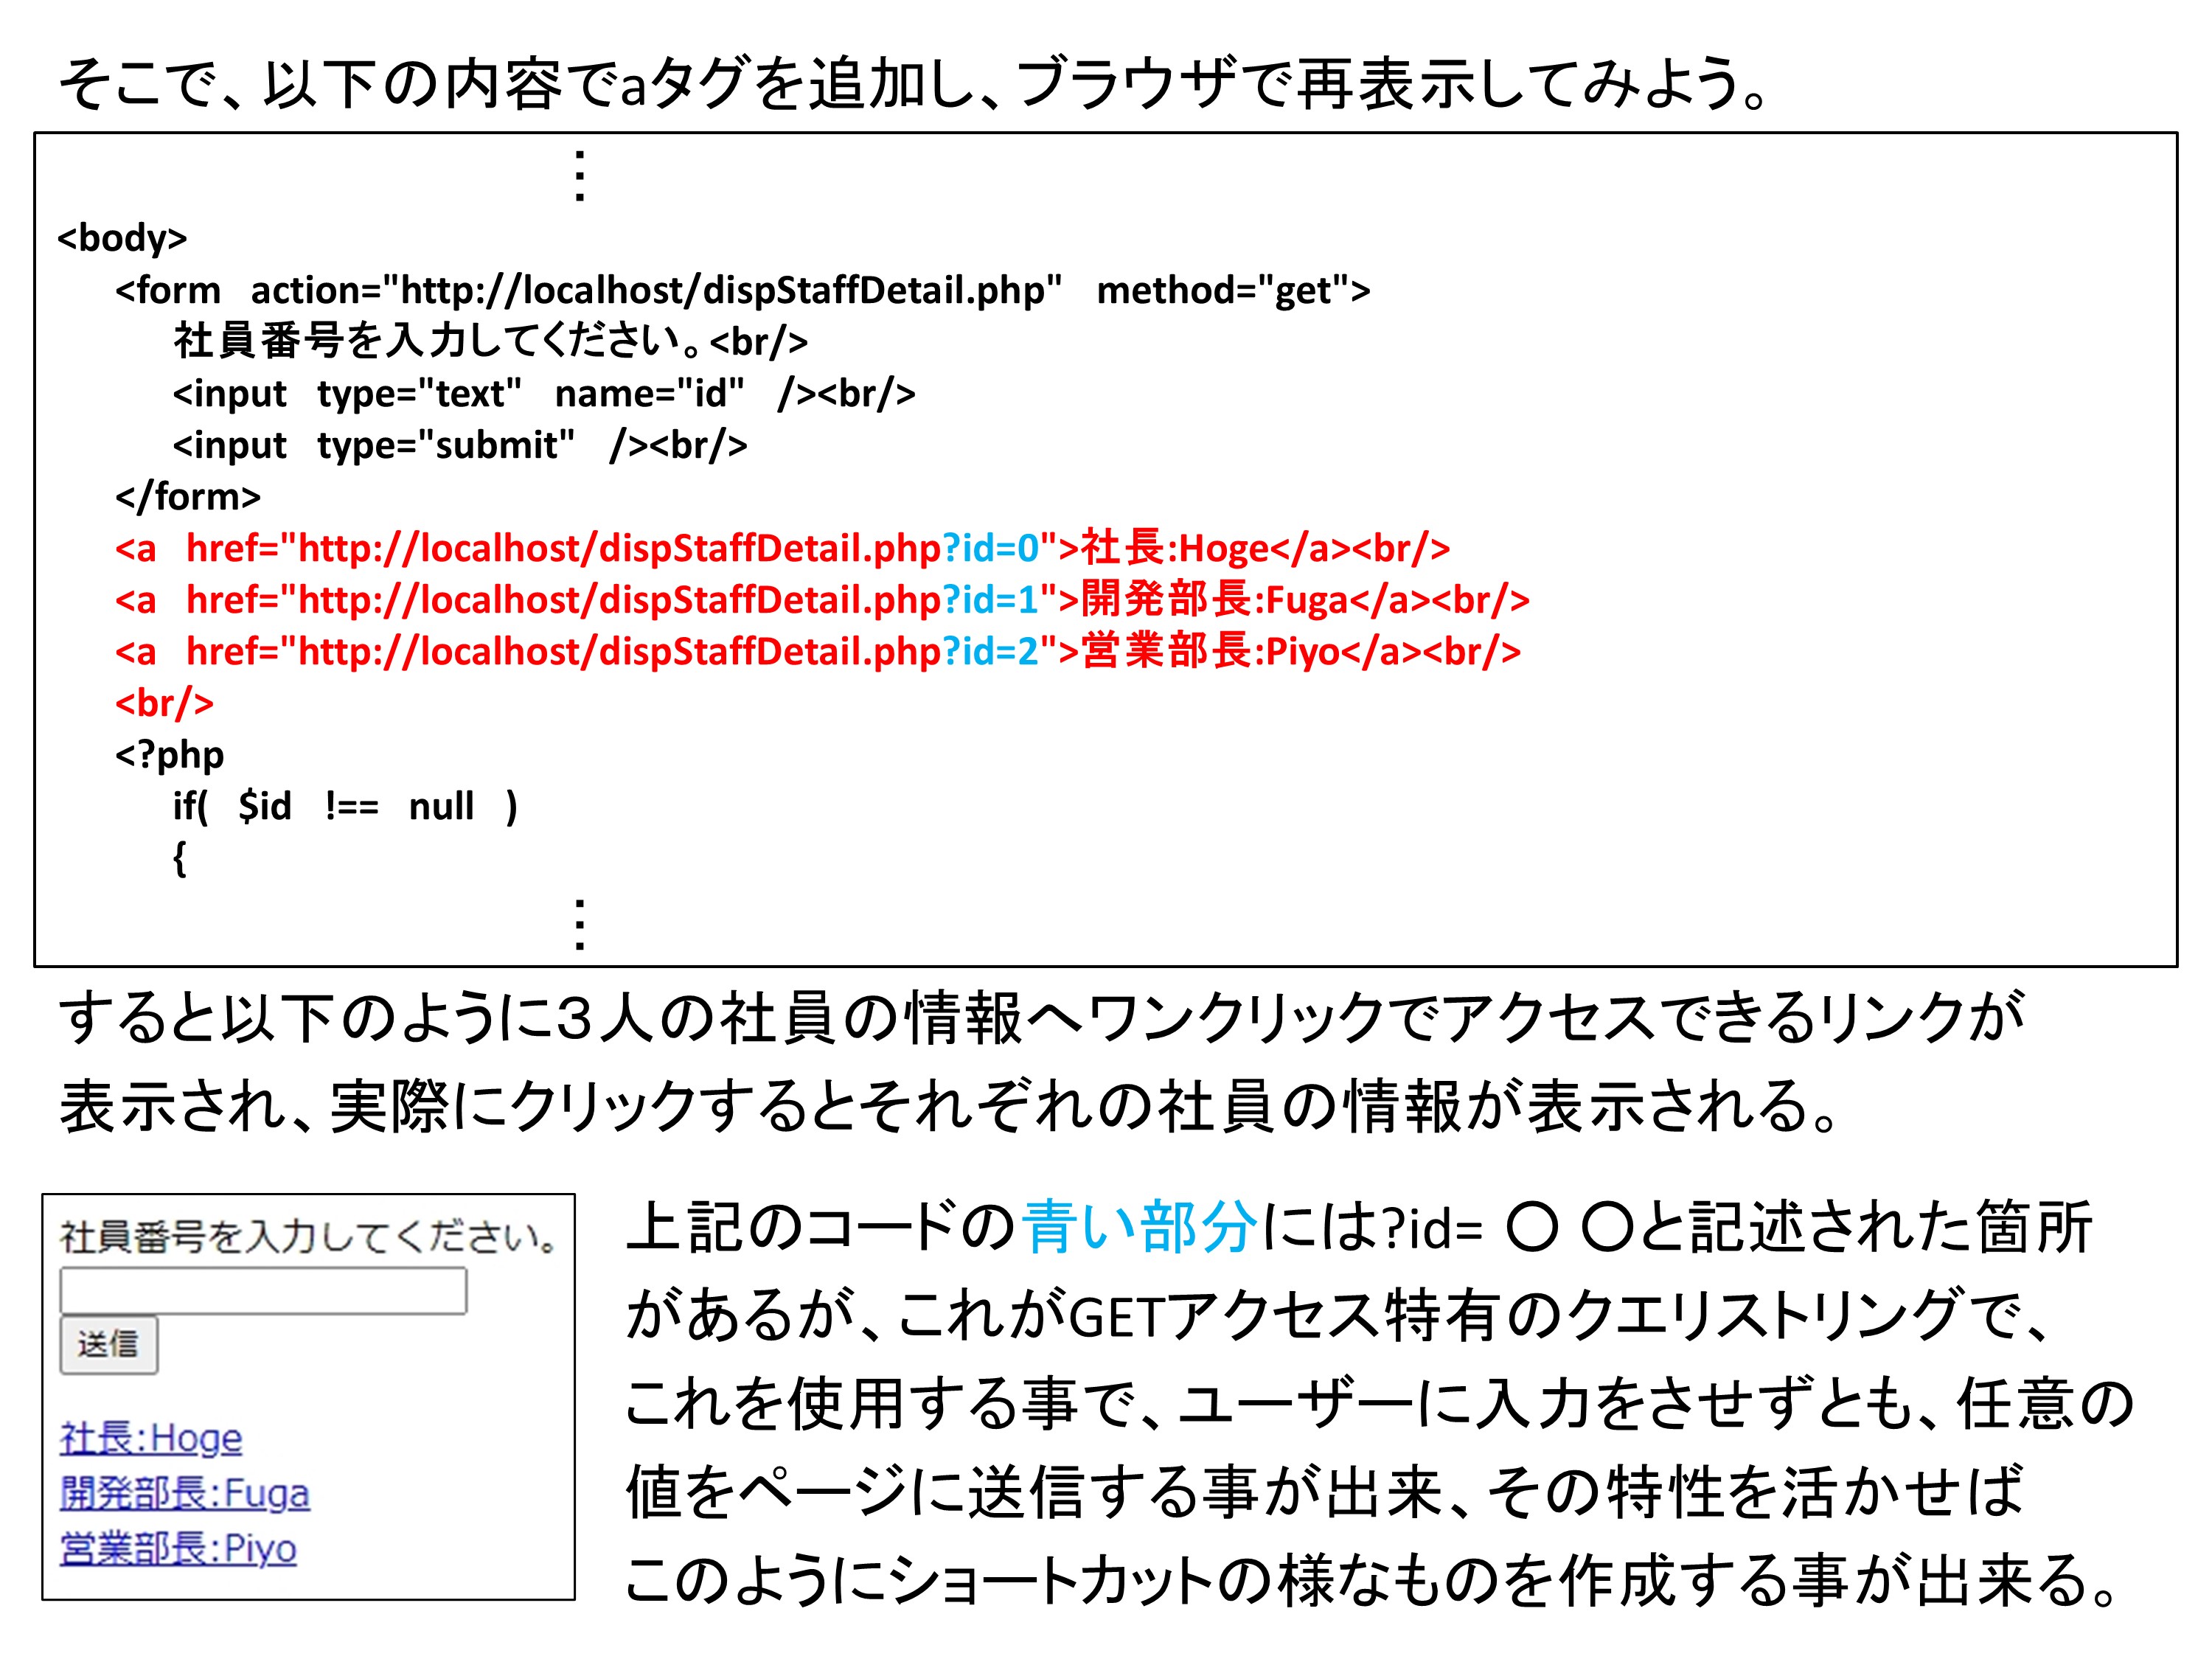 そこで、以下の内容でaタグを追加し、ブラウザで再表示してみよう。
⋮
<body>
<form action="http://localhost/dispStaffDetail.php" method="get">
社員番号を入力してください。<br/>
<input type="text" name="id" /><br/>
<input type="submit" /><br/>
</form>
<a href="http://localhost/dispStaffDetail.php?id=0">社長:Hoge</a><br/>
<a href="http://localhost/dispStaffDetail.php?id=1">開発部長:Fuga</a><br/>
<a href="http://localhost/dispStaffDetail.php?id=2">営業部長:Piyo</a><br/>
<br/>
<?php
if( $id !== null )
{
⋮
すると以下のように３人の社員の情報へワンクリックでアクセスできるリンクが
表示され、実際にクリックするとそれぞれの社員の情報が表示される。
社員番号を入力してください。
送信
社長:Hoge
開発部長:Fuga
営業部長:Piyo
上記のコードの青い部分には?id= 〇 〇と記述された箇所
があるが、これがGETアクセス特有のクエリストリングで、
これを使用する事で、ユーザーに入力をさせずとも、任意の
値をページに送信する事が出来、その特性を活かせば
このようにショートカットの様なものを作成する事が出来る。